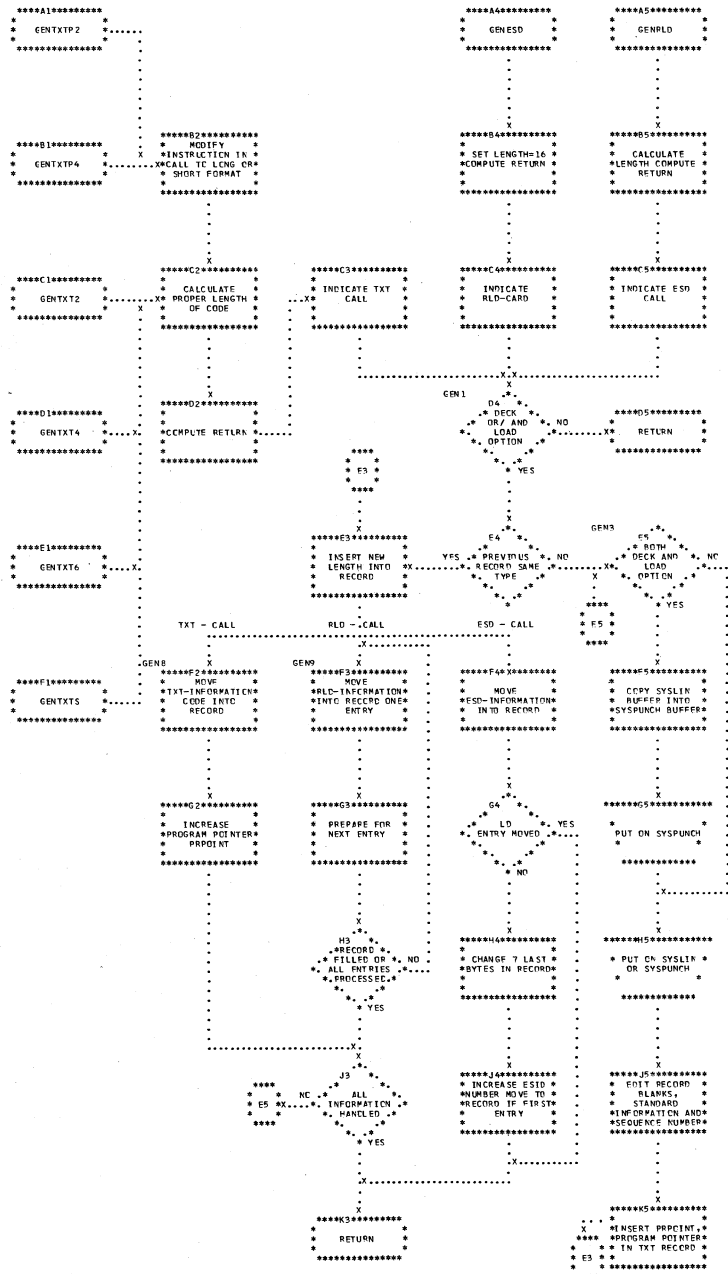 A1
GENTXTP2
A4
GENESD
A5
GENRLD
B1
GENTXTP4
B2
MODIFY
INSTRUCTION IN
CALL TO LONG OR
SHORT FORMAT
B4
SET LENGTH=16
COMPUTE RETURN
B5
CALCULATE
LENGTH COMPUTE
RETURN
C1
GENTXT2
C2
CALCULATE
PROPER LENGTH
OF CODE
C3
INDICATE TXT
CALL
C4
INDICATE
RLD-CARD
C5
INDICATE ESD
CALL
GEN1
D1
GENTXT4
D2
COMPUTE RETURN
D4
DECK
OR/ AND
LOAD
OPTION
NO
YES
D5
RETURN
E3
E1
GENTXT6
E3
INSERT NEW
LENGTH INTO
RECORD
YES
E4
PREVIOUS
RECORD SAME
TYPE
NO
GEN3
E5
BOTH
DECK AND
LOAD
OPTION
NO
YES
E5
TXT - CALL
RLD - CALL
ESD - CALL
F1
GENTXTS
GEN8
F2
MOVE
TXT-INFORMATION
CODE INTO
RECORD
GEN9
F3
MOVE
RLD-INFORMATION
INTO RECORD ONE
ENTRY
F4
MOVE
ESD-INFORMATION
INTO RECORD
F5
COPY SYSLIN
BUFFER INTO
SYSPUNCH BUFFER
G2
INCREASE
PROGRAM POINTER
PRPOINT
G3
PREPARE FOR
NEXT ENTRY
G4
LD
ENTRY MOVED
YES
NO
G5
PUT ON SYSPUNCH
H3
RECORD
FILLED OR
ALL ENTRIES
PROCESSED
NO
YES
H4
CHANGE 7 LAST
BYTES IN RECORD
H5
PUT ON SYSLIN
OR SYSPUNCH
E5
NO
J3
ALL
INFORMATION
HANDLED
YES
J4
INCREASE ESID
NUMBER MOVE TO
RECORD IF FIRST
ENTRY
J5
EDIT RECORD
BLANKS,
STANDARD
INFORMATION AND
SEQUENCE NUMBER
K3
RETURN
E3
K5
INSERT PRPOINT,
PROGRAM POINTER
IN TXT RECORD